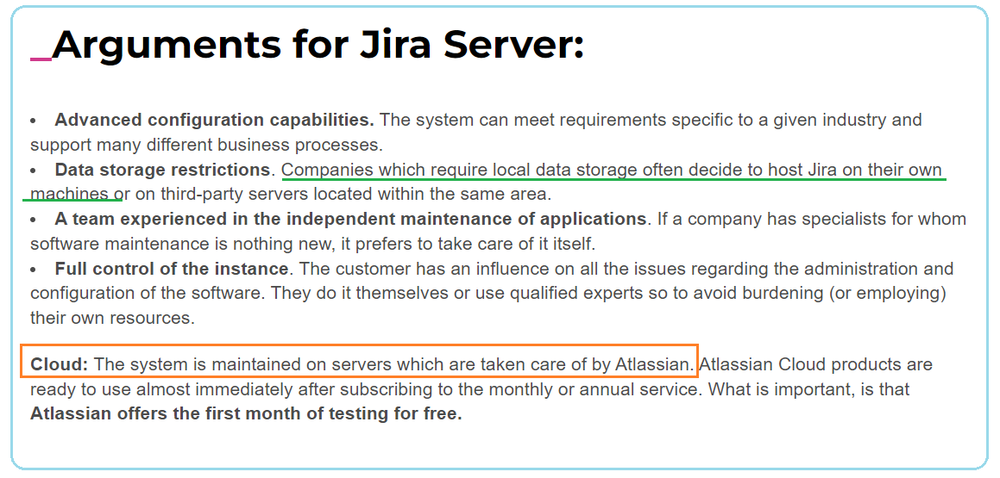 _Arguments for Jira Server:
• Advanced configuration capabilities. The system can meet requirements specific to a given industry and
support many different business processes.
• Data storage restrictions. Companies which require local data storage often decide to host Jira on their own
machines or on third-party servers located within the same area.
• A team experienced in the independent maintenance of applications. If a company has specialists for whom
software maintenance is nothing new, it prefers to take care of it itself.
• Full control of the instance. The customer has an influence on all the issues regarding the administration and
configuration of the software. They do it themselves or use qualified experts so to avoid burdening (or employing)
their own resources.
Cloud: The system is maintained on servers which are taken care of by Atlassian. Atlassian Cloud products are
ready to use almost immediately after subscribing to the monthly or annual service. What is important, is that
Atlassian offers the first month of testing for free.